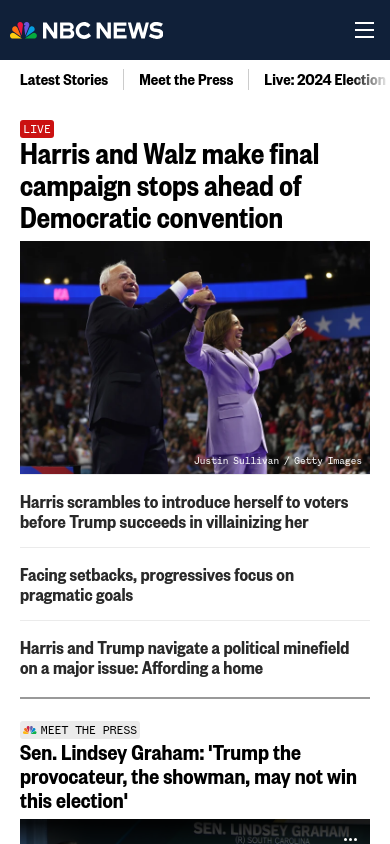 NBC NEWS
Latest Stories
Meet the Press
Live: 2024 Election
LIVE
Harris and Walz make final
campaign stops ahead of
Democratic convention
Justin Sullivan / Getty Images
Harris scrambles to introduce herself to voters
before Trump succeeds in villainizing her
Facing setbacks, progressives focus on
pragmatic goals
Harris and Trump navigate a political minefield
on a major issue: Affording a home
MEET THE PRESS
Sen. Lindsey Graham: 'Trump the
provocateur, the showman, may not win
this election'
SEN. LINDSEY GRAHAM
(R) SOUTH CAROLINA